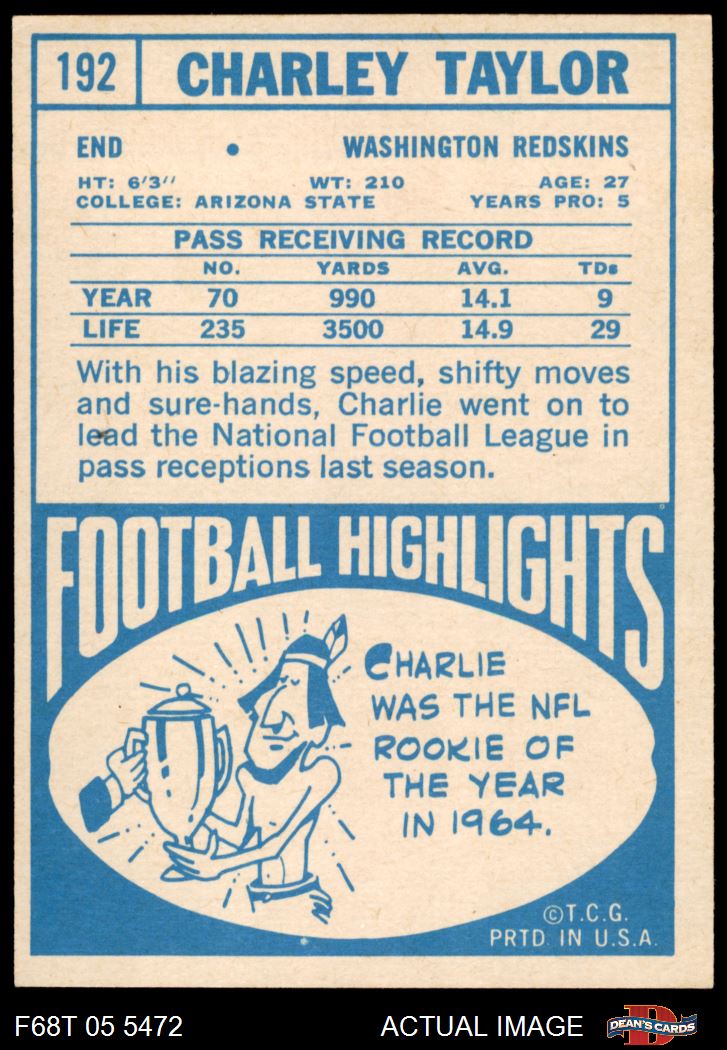 192 CHARLEY TAYLOR
END • WASHINGTON REDSKINS
HT: 6'3" WT: 210 AGE: 27
COLLEGE: ARIZONA STATE YEARS PRO: 5
PASS RECEIVING RECORD
NO. YARDS AVG. TDs
YEAR 70 990 14.1 9
LIFE 235 3500 14.9 29
With his blazing speed, shifty moves
and sure-hands, Charlie went on to
lead the National Football League in
pass receptions last season.
FOOTBALL HIGHLIGHTS
CHARLIE
WAS THE NFL
ROOKIE OF
THE YEAR
IN 1964.
©T.C.G.
PRTD. IN U.S.A.
F68T 05 5472 ACTUAL IMAGE D DEAN'S CARDS